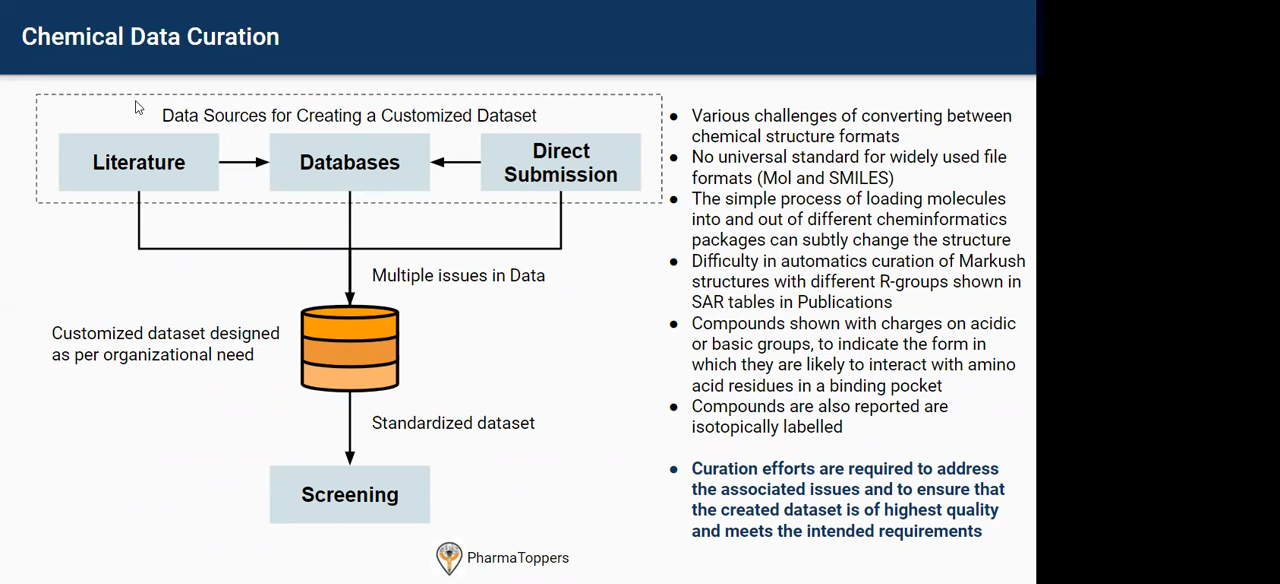 Chemical Data Curation
Data Sources for Creating a Customized Dataset
Literature
Databases
Direct
Submission
Multiple issues in Data
Customized dataset designed
as per organizational need
Standardized dataset
Screening
PharmaToppers
● Various challenges of converting between
chemical structure formats
● No universal standard for widely used file
formats (Mol and SMILES)
● The simple process of loading molecules
into and out of different cheminformatics
packages can subtly change the structure
● Difficulty in automatics curation of Markush
structures with different R-groups shown in
SAR tables in Publications
● Compounds shown with charges on acidic
or basic groups, to indicate the form in
which they are likely to interact with amino
acid residues in a binding pocket
● Compounds are also reported are
isotopically labelled
● Curation efforts are required to address
the associated issues and to ensure that
the created dataset is of highest quality
and meets the intended requirements